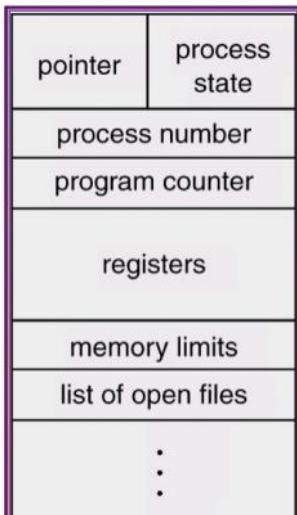 pointer
process
state
process number
program counter
registers
memory limits
list of open files